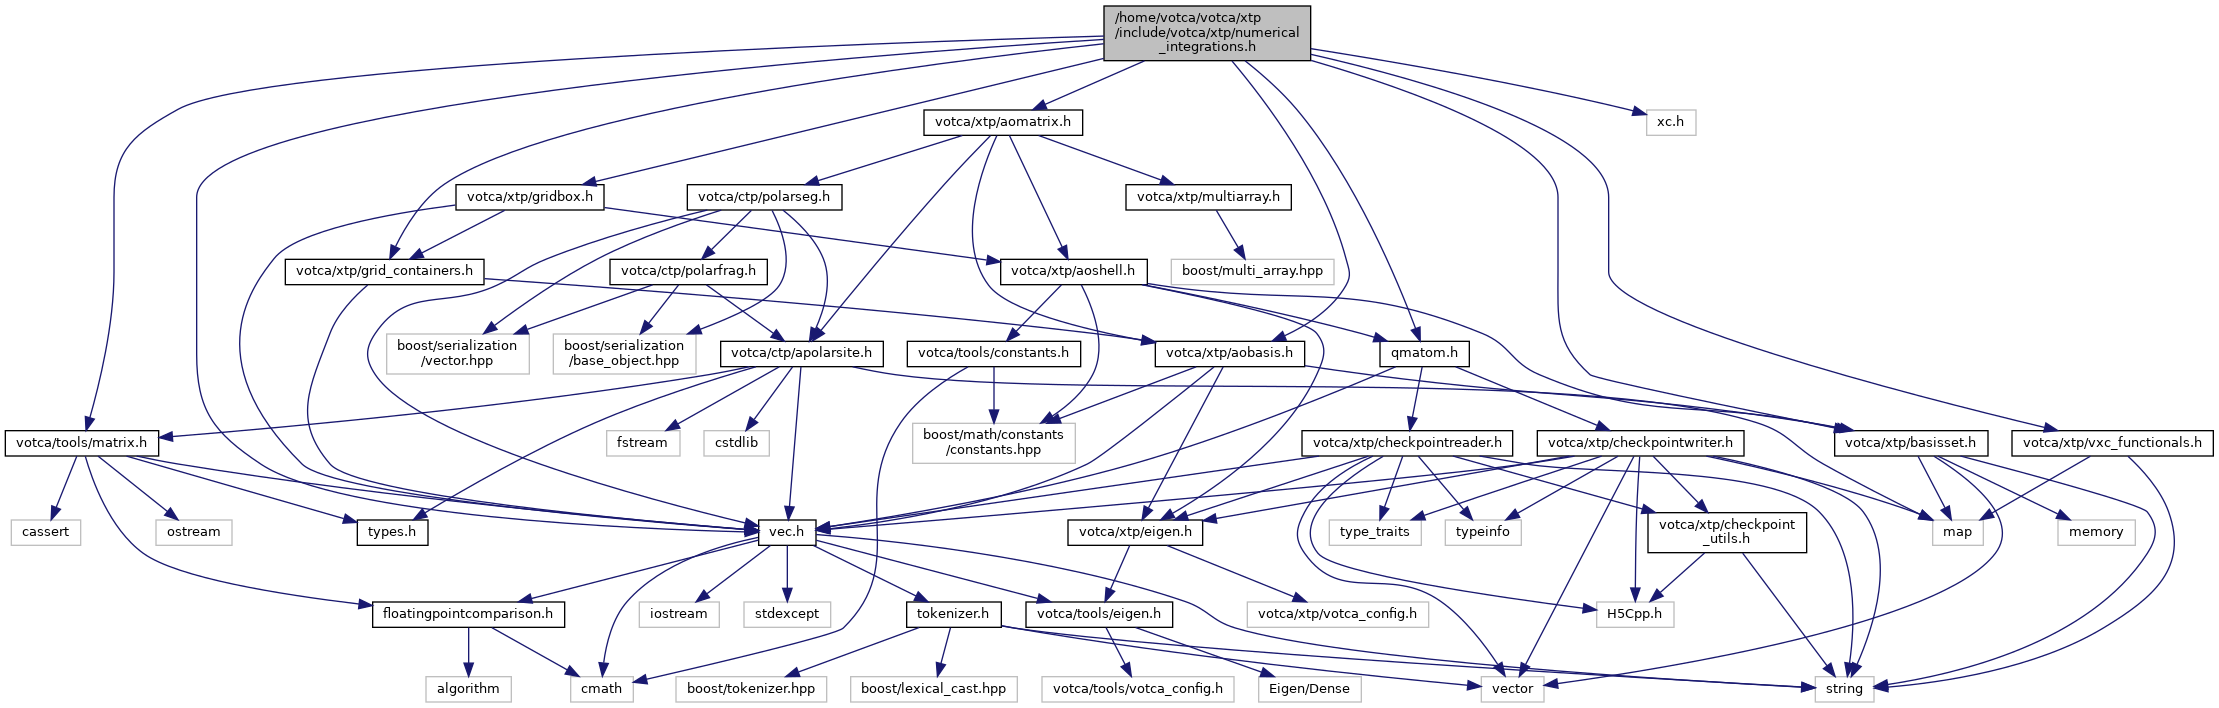 /home/votca/votca/xtp
/include/votca/xtp/numerical
_integrations.h
votca/xtp/aomatrix.h
xc.h
votca/xtp/gridbox.h
votca/ctp/polarseg.h
votca/xtp/multiarray.h
votca/xtp/grid_containers.h
votca/ctp/polarfrag.h
votca/xtp/aoshell.h
boost/multi_array.hpp
boost/serialization
/vector.hpp
boost/serialization
/base_object.hpp
votca/ctp/apolarsite.h
votca/tools/constants.h
votca/xtp/aobasis.h
qmatom.h
votca/tools/matrix.h
fstream
cstdlib
boost/math/constants
/constants.hpp
votca/xtp/checkpointreader.h
votca/xtp/checkpointwriter.h
votca/xtp/basisset.h
votca/xtp/vxc_functionals.h
cassert
ostream
types.h
vec.h
votca/xtp/eigen.h
type_traits
typeinfo
votca/xtp/checkpoint
_utils.h
map
memory
floatingpointcomparison.h
iostream
stdexcept
tokenizer.h
votca/tools/eigen.h
votca/xtp/votca_config.h
H5Cpp.h
algorithm
cmath
boost/tokenizer.hpp
boost/lexical_cast.hpp
votca/tools/votca_config.h
Eigen/Dense
vector
string